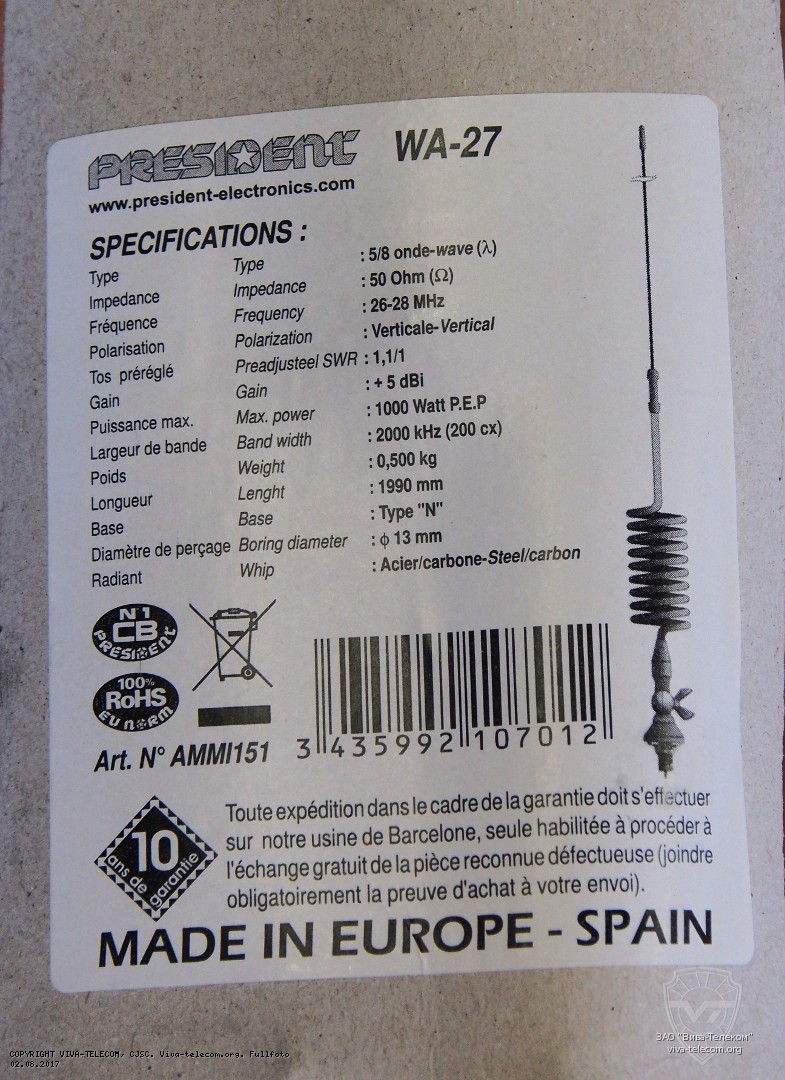 PRESIDENT WA-27
www.president-electronics.com
SPECIFICATIONS :
Type Type : 5/8 onde-wave (λ)
Impedance Impedance : 50 Ohm (Ω)
Fréquence Frequency : 26-28 MHz
Polarisation Polarization : Verticale-Vertical
Tos préréglé Preadjusteel SWR : 1,1/1
Gain Gain : + 5 dBi
Puissance max. Max. power : 1000 Watt P.E.P
Largeur de bande Band width : 2000 kHz (200 cx)
Poids Weight : 0,500 kg
Longueur Lenght : 1990 mm
Base Base : Type "N"
Diamètre de perçage Boring diameter : ϕ 13 mm
Radiant Whip : Acier/carbone-Steel/carbon
N°1
CB
PRESIDENT
100%
RoHS
EU NORM
Art. N° AMMI151
3 435992 107012
10
ans de garantie
Toute expédition dans le cadre de la garantie doit s'effectuer
sur notre usine de Barcelone, seule habilitée à procéder à
l'échange gratuit de la pièce reconnue défectueuse (joindre
obligatoirement la preuve d'achat à votre envoi).
MADE IN EUROPE - SPAIN
ЗАО "Вива-Телеком"
viva-telecom.org
COPYRIGHT VIVA-TELECOM, CJSC. Viva-telecom.org. Fullfoto
02.08.2017